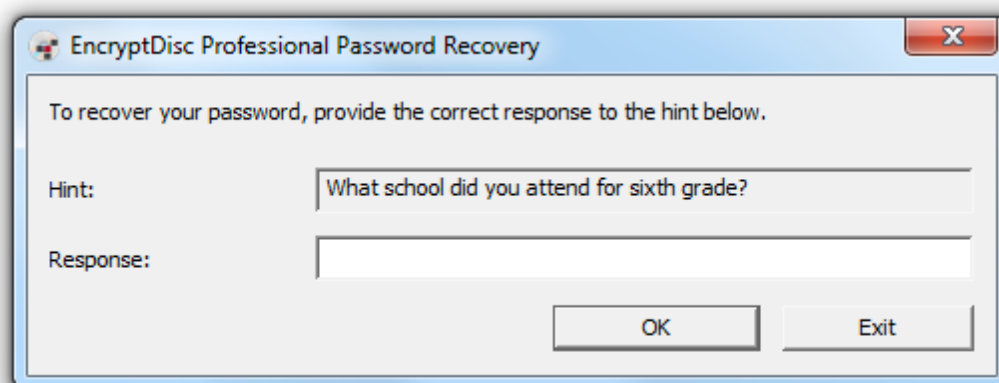 EncryptDisc Professional Password Recovery
To recover your password, provide the correct response to the hint below.
Hint: What school did you attend for sixth grade?
Response:
OK Exit